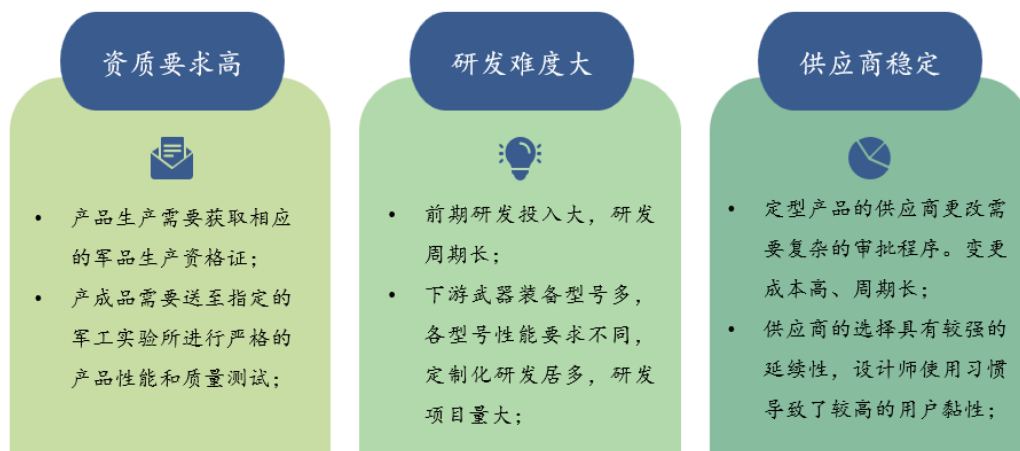 资质要求高
• 产品生产需要获取相应
的军品生产资格证；
• 产成品需要送至指定的
军工实验所进行严格的
产品性能和质量测试；
研发难度大
• 前期研发投入大，研发
周期长；
• 下游武器装备型号多，
各型号性能要求不同，
定制化研发居多，研发
项目量大；
供应商稳定
• 定型产品的供应商更改需
要复杂的审批程序。变更
成本高、周期长；
• 供应商的选择具有较强的
延续性，设计师使用习惯
导致了较高的用户黏性；